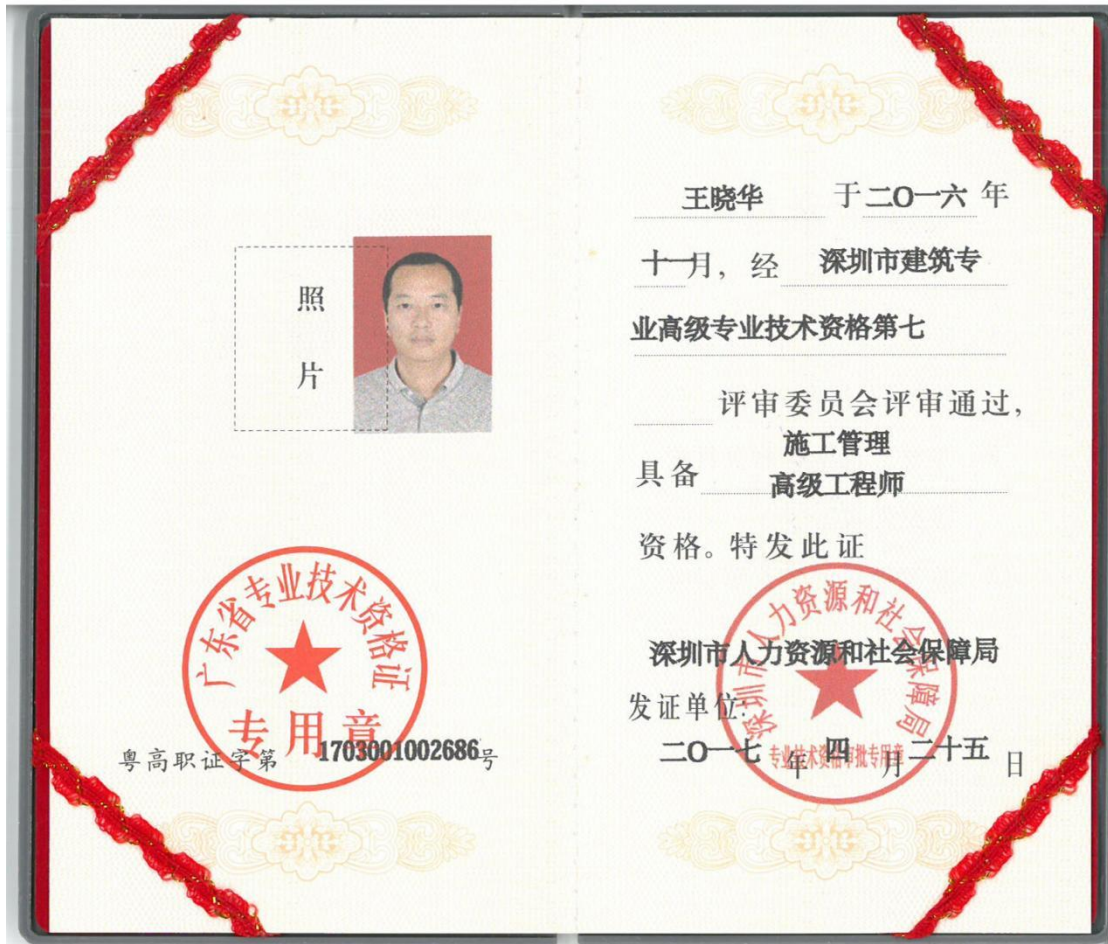 照
片
广东省专业技术资格证
专用章
粤高职证字第 1703001002686号
王晓华 于二〇一六年
十一月，经 深圳市建筑专
业高级专业技术资格第七
评审委员会评审通过，
施工管理
具备 高级工程师
资格。特发此证
深圳市人力资源和社会保障局
深圳市人力资源和社会保障局
发证单位：
二〇一七年四月二十五日
专业技术资格审批专用章